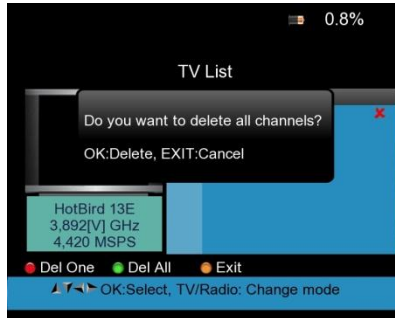 0.8%
TV List
Do you want to delete all channels?
OK:Delete, EXIT:Cancel
HotBird 13E
3,892[V] GHz
4,420 MSPS
Del One Del All Exit
OK:Select, TV/Radio: Change mode